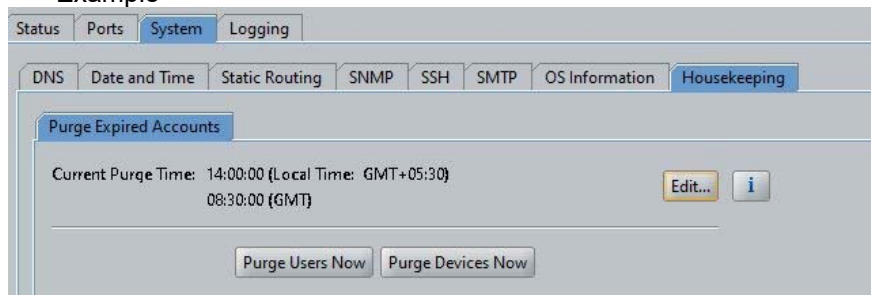 Example
Status Ports System Logging
DNS Date and Time Static Routing SNMP SSH SMTP OS Information Housekeeping
Purge Expired Accounts
Current Purge Time: 14:00:00 (Local Time: GMT+05:30)
08:30:00 (GMT)
Edit... i
Purge Users Now Purge Devices Now